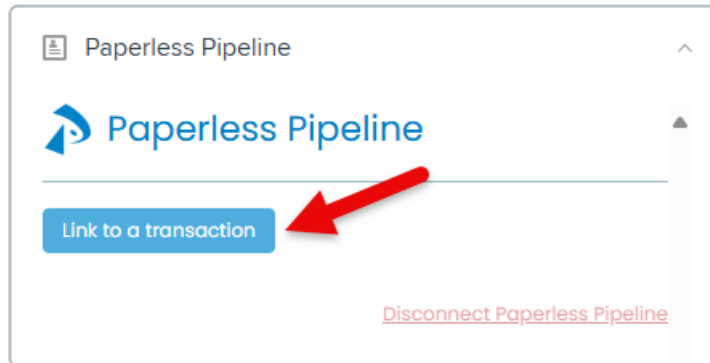 Paperless Pipeline
Paperless Pipeline
Link to a transaction
Disconnect Paperless Pipeline